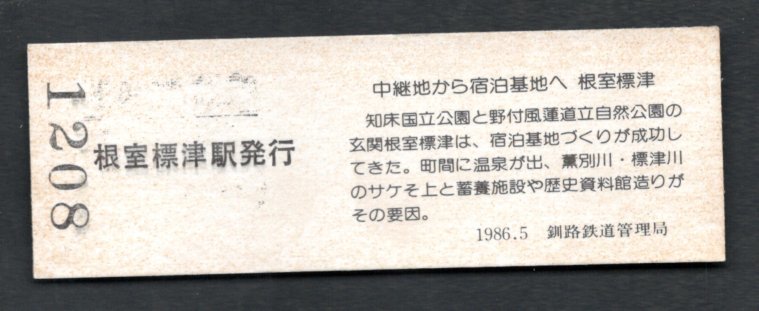 1208
根室標津駅発行
中継地から宿泊基地へ 根室標津
知床国立公園と野付風蓮道立自然公園の
玄関根室標津は、宿泊基地づくりが成功し
てきた。町間に温泉が出、薫別川・標津川
のサケそ上と蓄養施設や歴史資料館造りが
その要因。
1986.5 釧路鉄道管理局